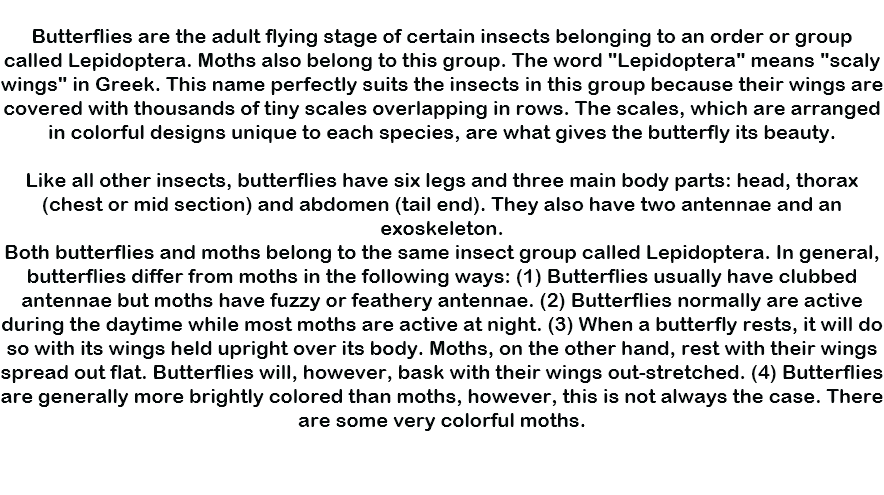 Butterflies are the adult flying stage of certain insects belonging to an order or group
called Lepidoptera. Moths also belong to this group. The word "Lepidoptera" means "scaly
wings" in Greek. This name perfectly suits the insects in this group because their wings are
covered with thousands of tiny scales overlapping in rows. The scales, which are arranged
in colorful designs unique to each species, are what gives the butterfly its beauty.
Like all other insects, butterflies have six legs and three main body parts: head, thorax
(chest or mid section) and abdomen (tail end). They also have two antennae and an
exoskeleton.
Both butterflies and moths belong to the same insect group called Lepidoptera. In general,
butterflies differ from moths in the following ways: (1) Butterflies usually have clubbed
antennae but moths have fuzzy or feathery antennae. (2) Butterflies normally are active
during the daytime while most moths are active at night. (3) When a butterfly rests, it will do
so with its wings held upright over its body. Moths, on the other hand, rest with their wings
spread out flat. Butterflies will, however, bask with their wings out-stretched. (4) Butterflies
are generally more brightly colored than moths, however, this is not always the case. There
are some very colorful moths.